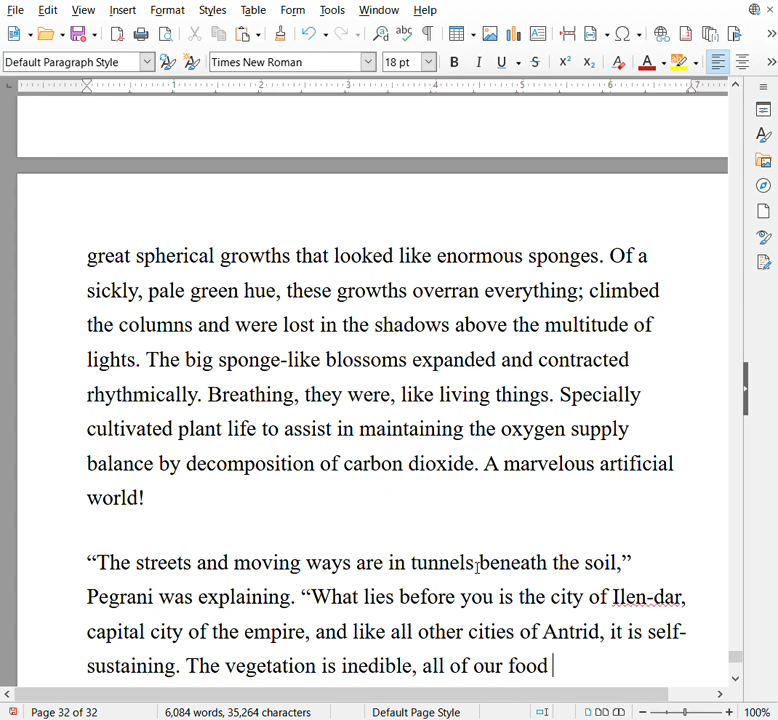 File Edit View Insert Format Styles Table Form Tools Window Help
Default Paragraph Style Times New Roman 18 pt
1 2 3 4 5 6 7
great spherical growths that looked like enormous sponges. Of a
sickly, pale green hue, these growths overran everything; climbed
the columns and were lost in the shadows above the multitude of
lights. The big sponge-like blossoms expanded and contracted
rhythmically. Breathing, they were, like living things. Specially
cultivated plant life to assist in maintaining the oxygen supply
balance by decomposition of carbon dioxide. A marvelous artificial
world!
“The streets and moving ways are in tunnels beneath the soil,”
Pegrani was explaining. “What lies before you is the city of Ilen-dar,
capital city of the empire, and like all other cities of Antrid, it is self-
sustaining. The vegetation is inedible, all of our food
Page 32 of 32 6,084 words, 35,264 characters Default Page Style 100%